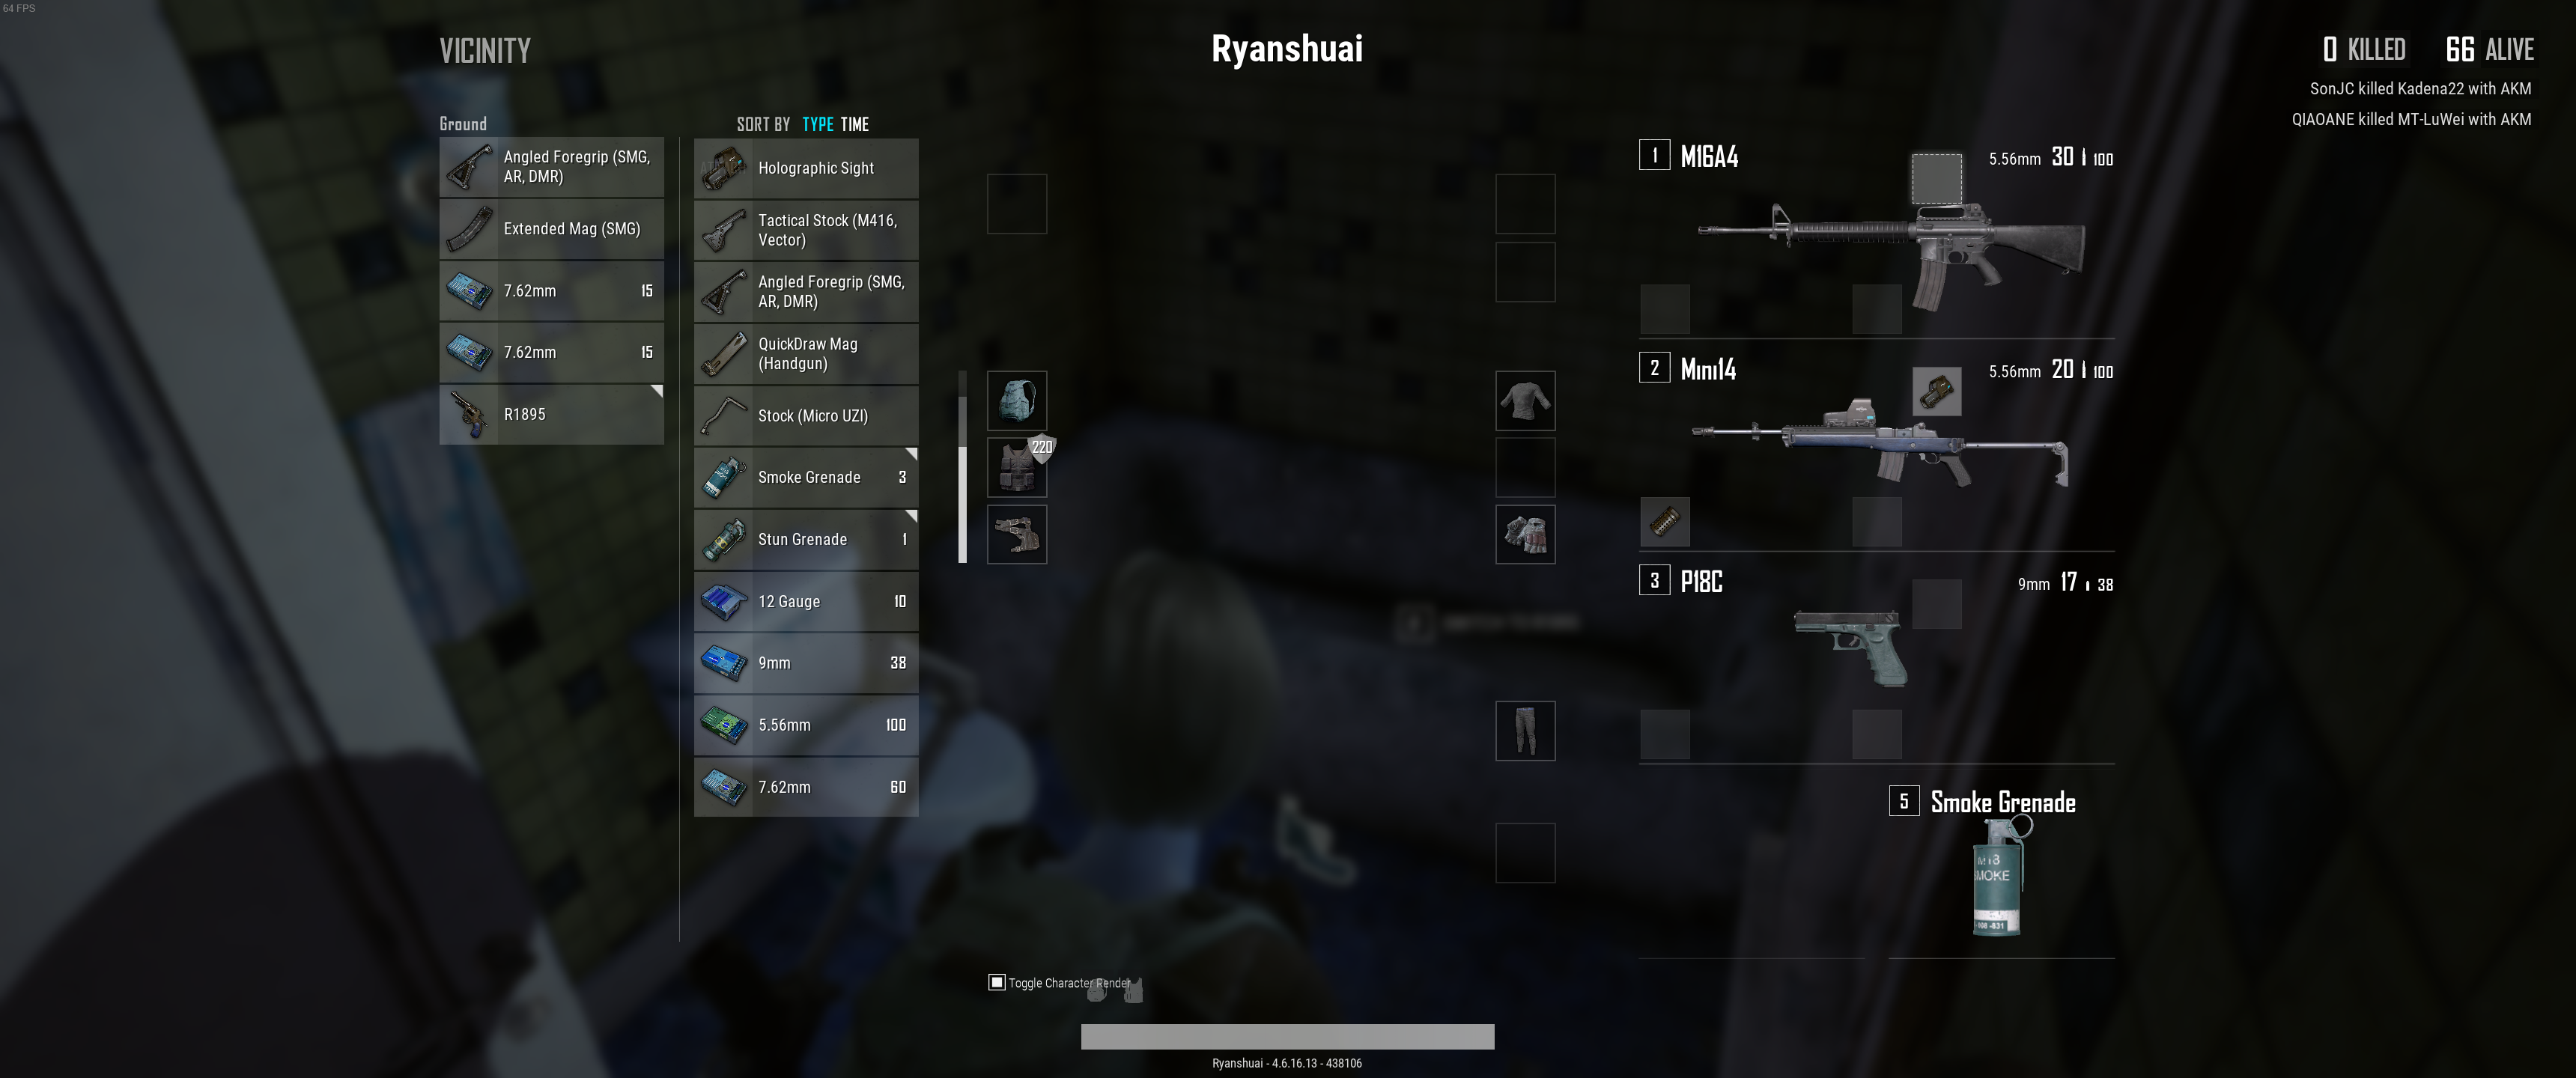 64 FPS
VICINITY
Ryanshuai
0 KILLED 66 ALIVE
SonJC killed Kadena22 with AKM
QIAOANE killed MT-LuWei with AKM
Ground
Angled Foregrip (SMG,
AR, DMR)
Extended Mag (SMG)
7.62mm 15
7.62mm 15
R1895
SORT BY TYPE TIME
Holographic Sight
Tactical Stock (M416,
Vector)
Angled Foregrip (SMG,
AR, DMR)
QuickDraw Mag
(Handgun)
Stock (Micro UZI)
Smoke Grenade 3
Stun Grenade 1
12 Gauge 10
9mm 38
5.56mm 100
7.62mm 60
220
1 M16A4 5.56mm 30 100
2 Mini14 5.56mm 20 100
3 P18C 9mm 17 38
5 Smoke Grenade
M18
SMOKE
Toggle Character Render
Ryanshuai - 4.6.16.13 - 438106